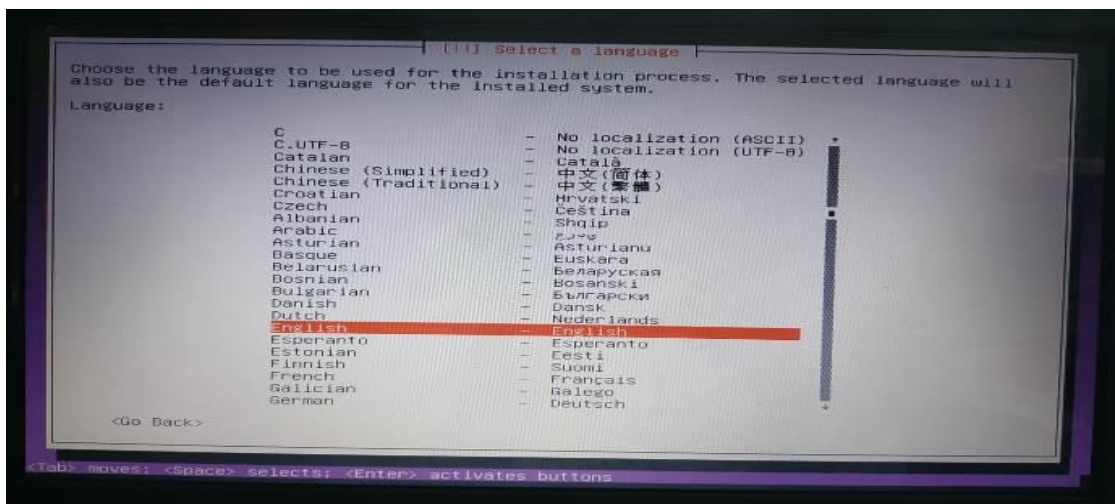 [!!] Select a language
Choose the language to be used for the installation process. The selected language will
also be the default language for the installed system.
Language:
C - No localization (ASCII)
C.UTF-8 - No localization (UTF-8)
Catalan - Català
Chinese (Simplified) - 中文(简体)
Chinese (Traditional) - 中文(繁體)
Croatian - Hrvatski
Czech - Čeština
Albanian - Shqip
Arabic - عربي
Asturian - Asturianu
Basque - Euskara
Belarusian - Беларуская
Bosnian - Bosanski
Bulgarian - Български
Danish - Dansk
Dutch - Nederlands
English - English
Esperanto - Esperanto
Estonian - Eesti
Finnish - Suomi
French - Français
Galician - Galego
German - Deutsch
<Go Back>
<Tab> moves; <Space> selects; <Enter> activates buttons